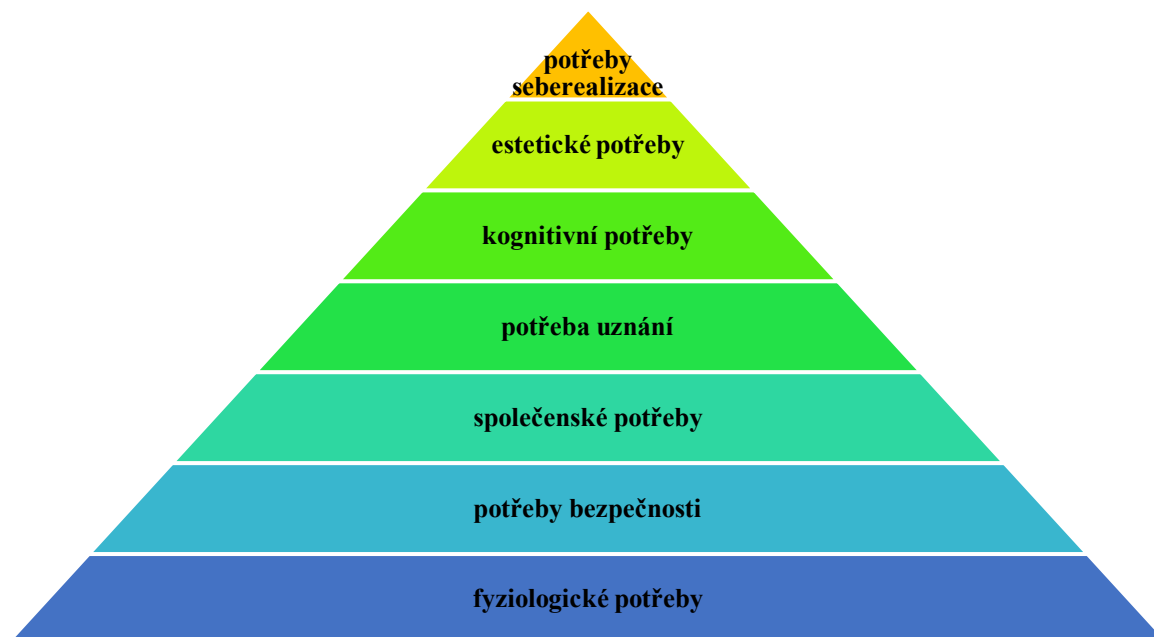 potřeby
seberealizace
estetické potřeby
kognitivní potřeby
potřeba uznání
společenské potřeby
potřeby bezpečnosti
fyziologické potřeby